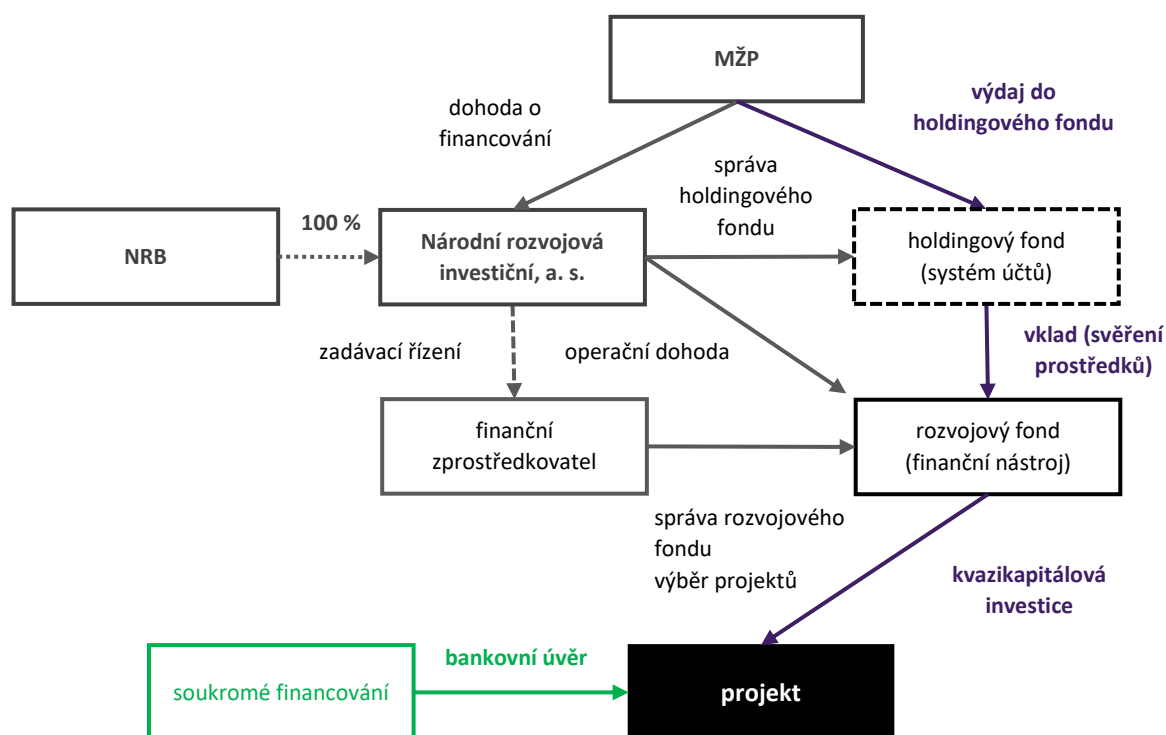 MŽP
dohoda o
financování
výdaj do
holdingového fondu
správa
holdingového
fondu
NRB
100 %
Národní rozvojová
investiční, a. s.
holdingový fond
(systém účtů)
zadávací řízení
operační dohoda
vklad (svěření
prostředků)
finanční
zprostředkovatel
rozvojový fond
(finanční nástroj)
správa rozvojového
fondu
výběr projektů
kvazikapitálová
investice
soukromé financování
bankovní úvěr
projekt